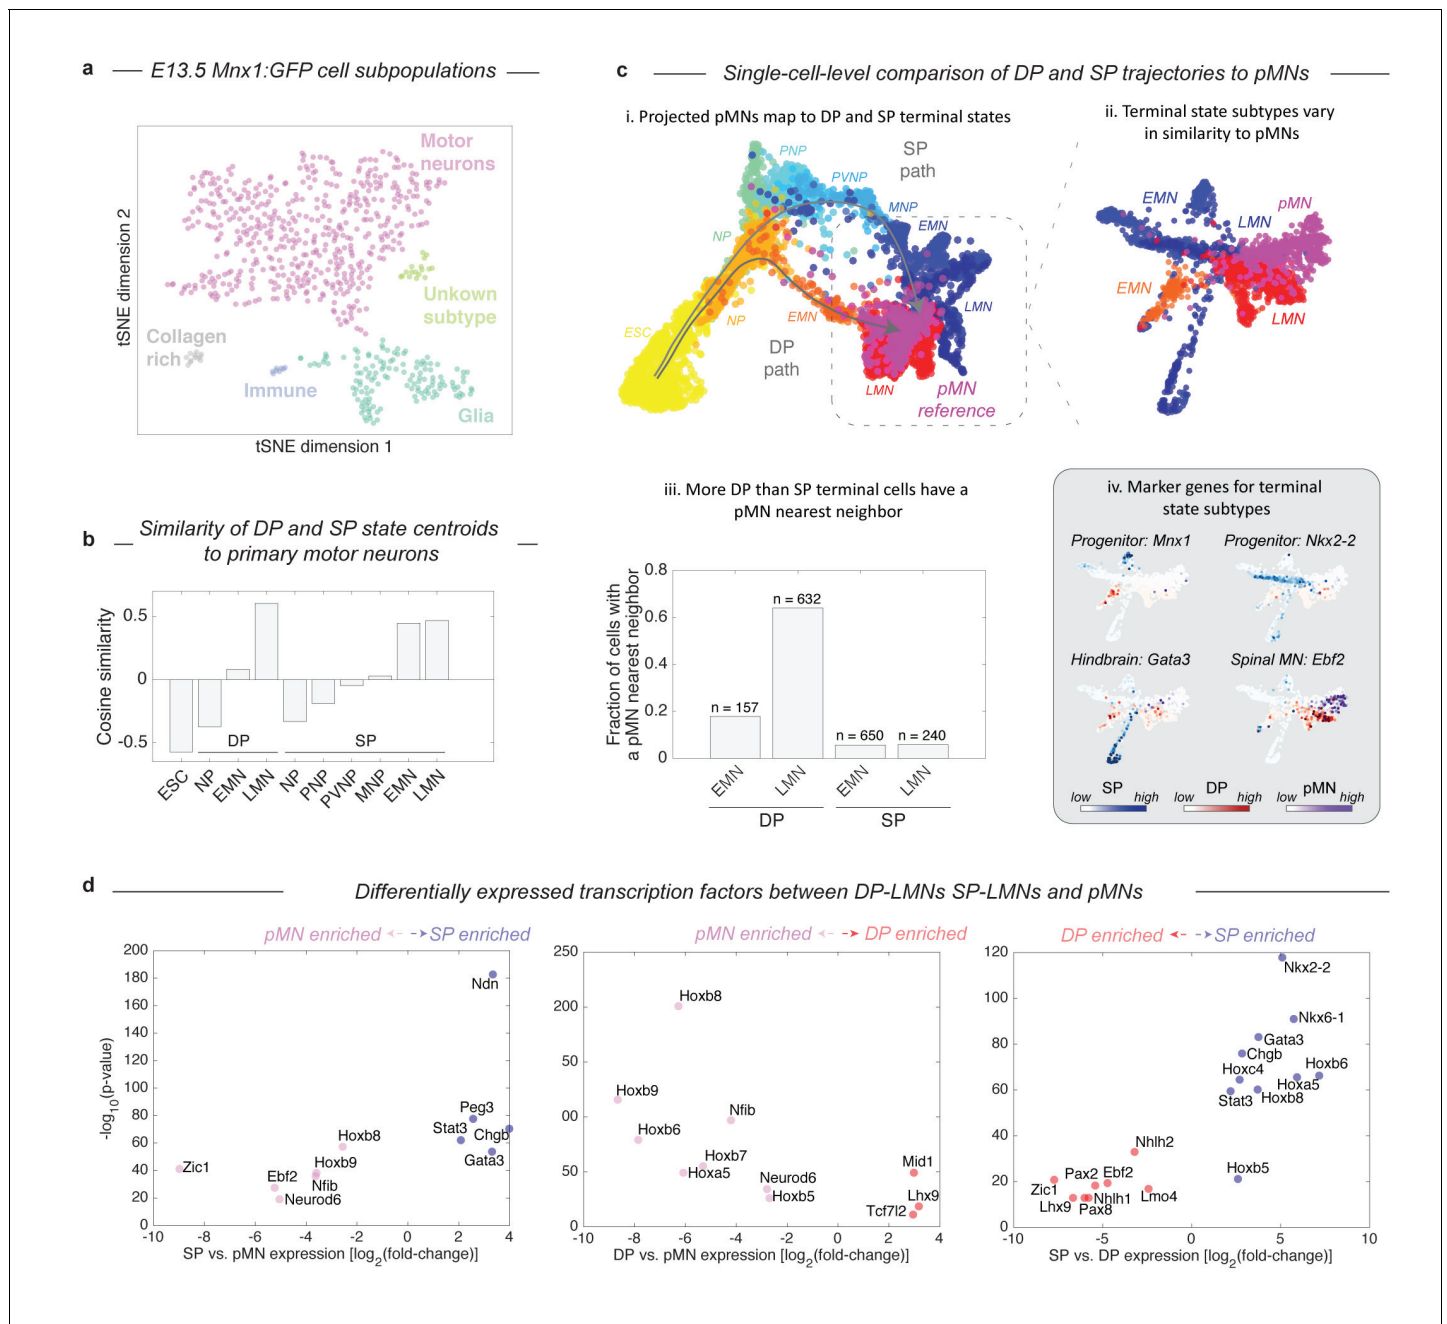 a
E13.5 Mnx1:GFP cell subpopulations
tSNE dimension 2
Motor
neurons
Unkown
subtype
Collagen
rich
Immune
Glia
tSNE dimension 1
b
Similarity of DP and SP state centroids
to primary motor neurons
Cosine similarity
0.5
0
-0.5
DP
SP
ESC
NP
EMN
LMN
NP
PNP
PVNP
MNP
EMN
LMN
c
Single-cell-level comparison of DP and SP trajectories to pMNs
i. Projected pMNs map to DP and SP terminal states
PNP
SP
path
PVNP
MNP
EMN
NP
LMN
ESC
NP
EMN
DP
path
LMN
pMN
reference
ii. Terminal state subtypes vary
in similarity to pMNs
EMN
pMN
LMN
EMN
LMN
iii. More DP than SP terminal cells have a
pMN nearest neighbor
Fraction of cells with
a pMN nearest neighbor
0.8
0.6
0.4
0.2
0
n = 157
n = 632
n = 650
n = 240
EMN
LMN
EMN
LMN
DP
SP
iv. Marker genes for terminal
state subtypes
Progenitor: Mnx1
Progenitor: Nkx2-2
Hindbrain: Gata3
Spinal MN: Ebf2
low SP high
low DP high
low pMN high
d
Differentially expressed transcription factors between DP-LMNs SP-LMNs and pMNs
pMN enriched
SP enriched
-log10(p-value)
200
180
160
140
120
100
80
60
40
20
0
-10 -8 -6 -4 -2 0 2 4
Ndn
Peg3
Stat3
Chgb
Gata3
Hoxb8
Hoxb9
Zic1
Ebf2
Nfib
Neurod6
SP vs. pMN expression [log2(fold-change)]
pMN enriched
DP enriched
250
200
50
00
50
0
-10 -8 -6 -4 -2 0 2 4
Hoxb8
Hoxb9
Nfib
Hoxb6
Hoxb7
Hoxa5
Neurod6
Hoxb5
Mid1
Lhx9
Tcf7l2
DP vs. pMN expression [log2(fold-change)]
DP enriched
SP enriched
120
100
80
60
40
20
0
-10 -5 0 5 10
Nkx2-2
Nkx6-1
Gata3
Chgb
Hoxc4
Hoxb6
Hoxa5
Stat3
Hoxb8
Nhlh2
Hoxb5
Pax2
Ebf2
Zic1
Lhx9
Nhlh1
Lmo4
Pax8
SP vs. DP expression [log2(fold-change)]